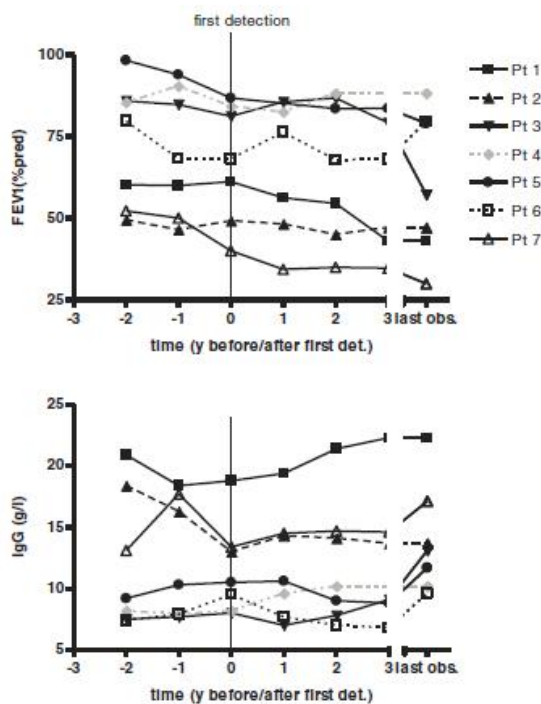 first detection
100
75
50
25
FEV1(%pred)
-3 -2 -1 0 1 2 3 last obs.
time (y before/after first det.)
Pt 1
Pt 2
Pt 3
Pt 4
Pt 5
Pt 6
Pt 7
25
20
15
10
5
IgG (g/l)
-3 -2 -1 0 1 2 3 last obs.
time (y before/after first det.)